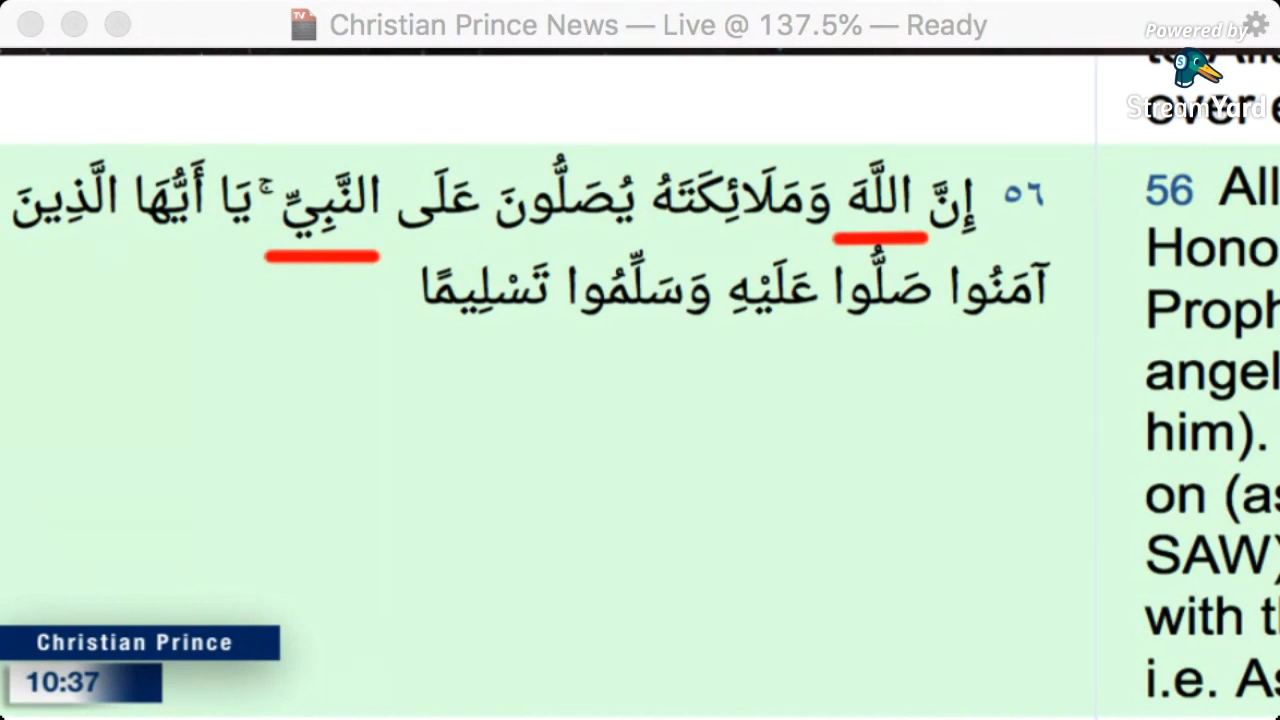 Christian Prince News — Live @ 137.5% — Ready
Powered by
StreamYard
over
٥٦ إِنَّ اللَّهَ وَمَلَائِكَتَهُ يُصَلُّونَ عَلَى النَّبِيِّ ۚ يَا أَيُّهَا الَّذِينَ
آمَنُوا صَلُّوا عَلَيْهِ وَسَلِّمُوا تَسْلِيمًا
56 All
Hono
Proph
angel
him).
on (as
SAW)
with t
i.e. As
Christian Prince
10:37